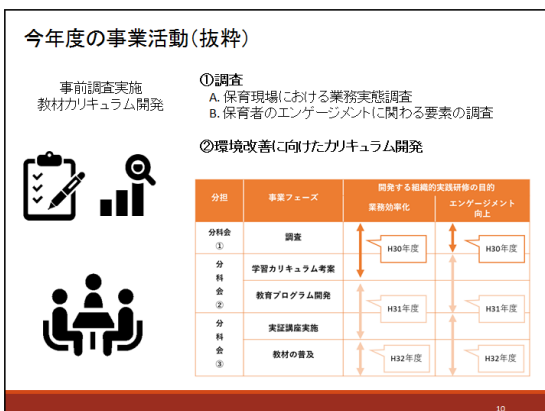 今年度の事業活動(抜粋)
事前調査実施
教材カリキュラム開発
①調査
A. 保育現場における業務実態調査
B. 保育者のエンゲージメントに関わる要素の調査
②環境改善に向けたカリキュラム開発
分担
事業フェーズ
開発する組織的実践研修の目的
業務効率化
エンゲージメント
向上
分科会
①
調査
H30年度
H30年度
分
科
会
②
学習カリキュラム考案
教育プログラム開発
H31年度
H31年度
分
科
会
③
実証講座実施
教材の普及
H32年度
H32年度
10